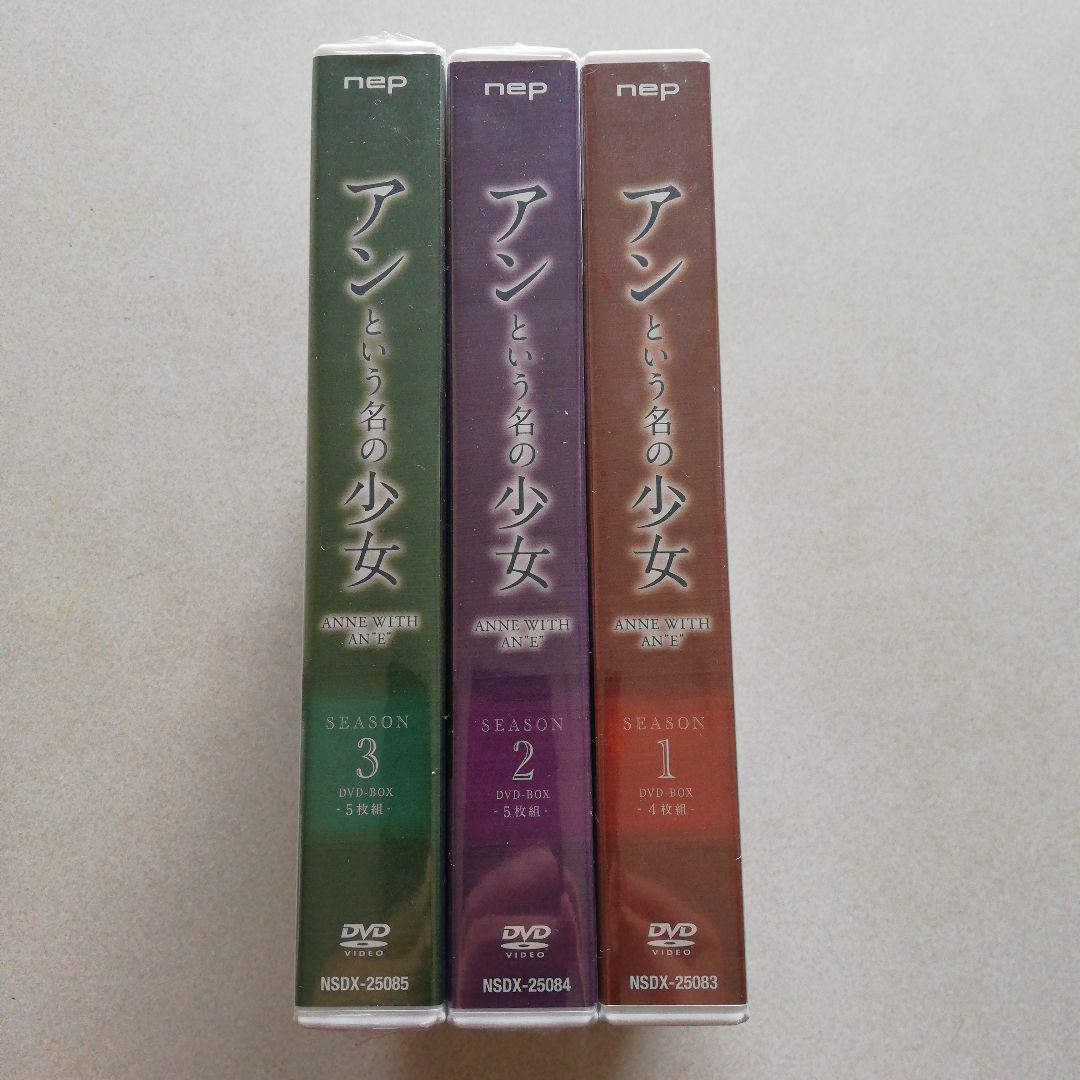 nep
アンという名の少女
ANNE WITH
AN "E"
SEASON
3
DVD-BOX
- 5枚組 -
DVD
VIDEO
NSDX-25085
nep
アンという名の少女
ANNE WITH
AN "E"
SEASON
2
DVD-BOX
- 5枚組 -
DVD
VIDEO
NSDX-25084
nep
アンという名の少女
ANNE WITH
AN "E"
SEASON
1
DVD-BOX
- 4枚組 -
DVD
VIDEO
NSDX-25083